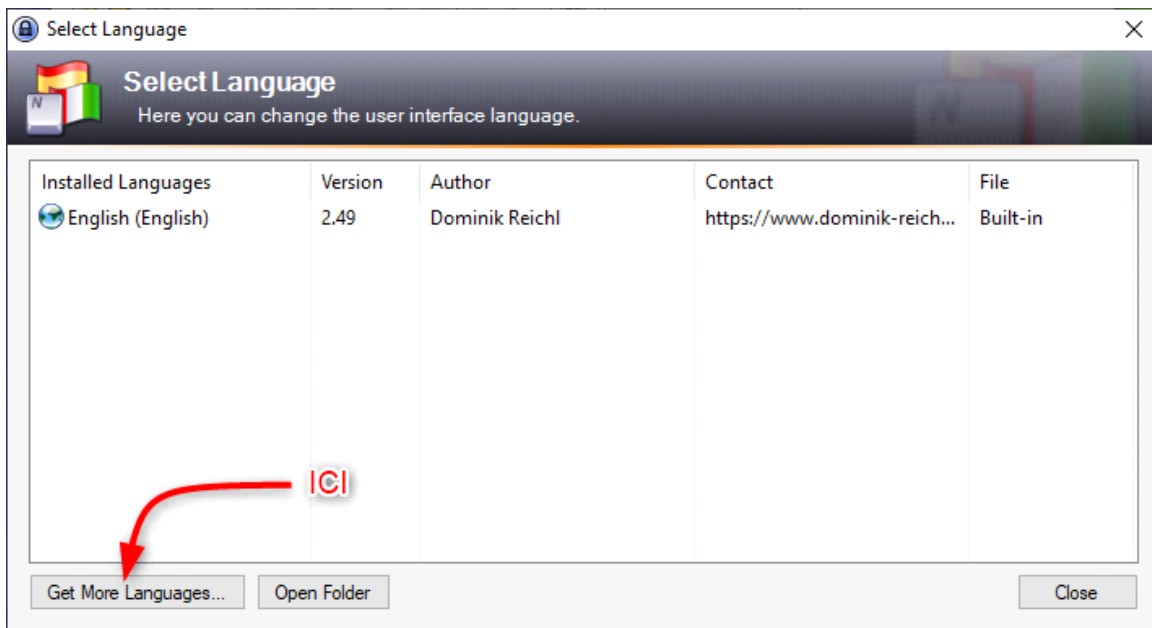 Select Language
Select Language
Here you can change the user interface language.
Installed Languages Version Author Contact File
English (English) 2.49 Dominik Reichl https://www.dominik-reich... Built-in
ICI
Get More Languages... Open Folder Close